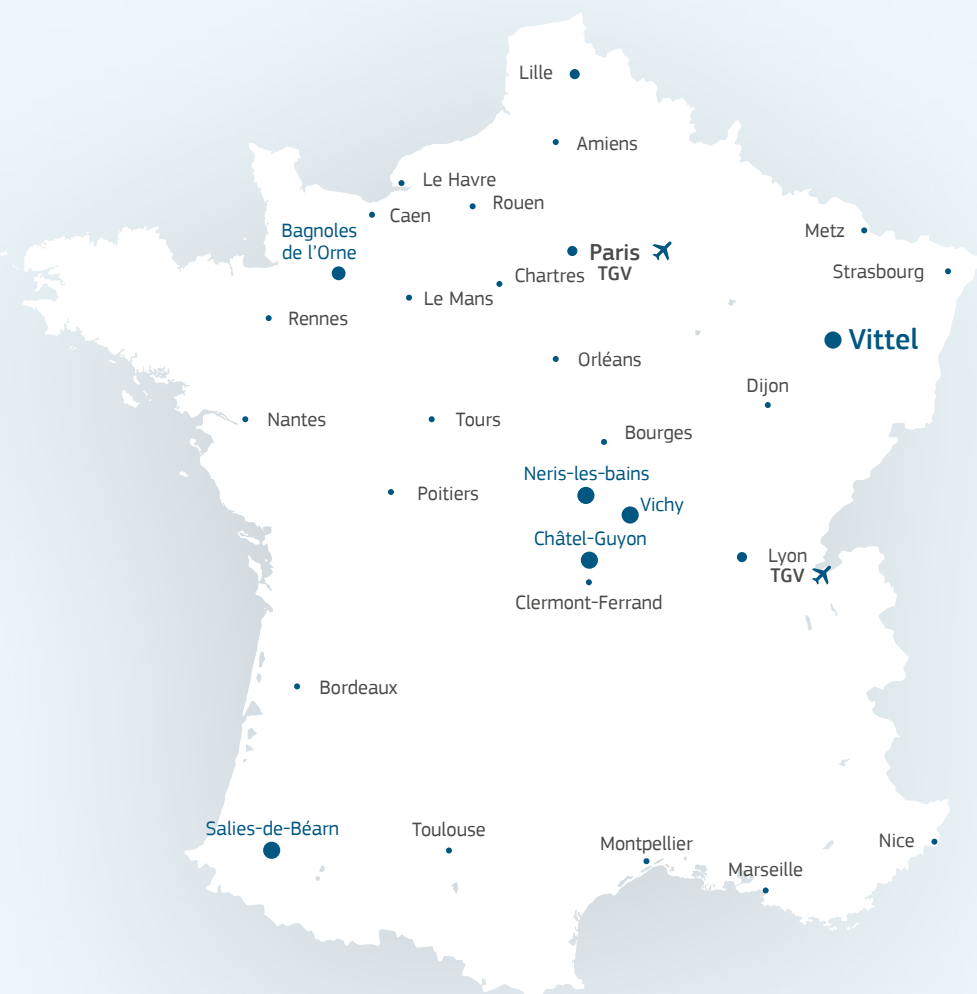 Lille
Amiens
Le Havre
Rouen
Caen
Bagnoles
de l'Orne
Metz
Paris
TGV
Strasbourg
Chartres
Le Mans
Rennes
Vittel
Orléans
Dijon
Nantes
Tours
Bourges
Neris-les-bains
Poitiers
Vichy
Châtel-Guyon
Lyon
TGV
Clermont-Ferrand
Bordeaux
Salies-de-Béarn
Toulouse
Montpellier
Nice
Marseille